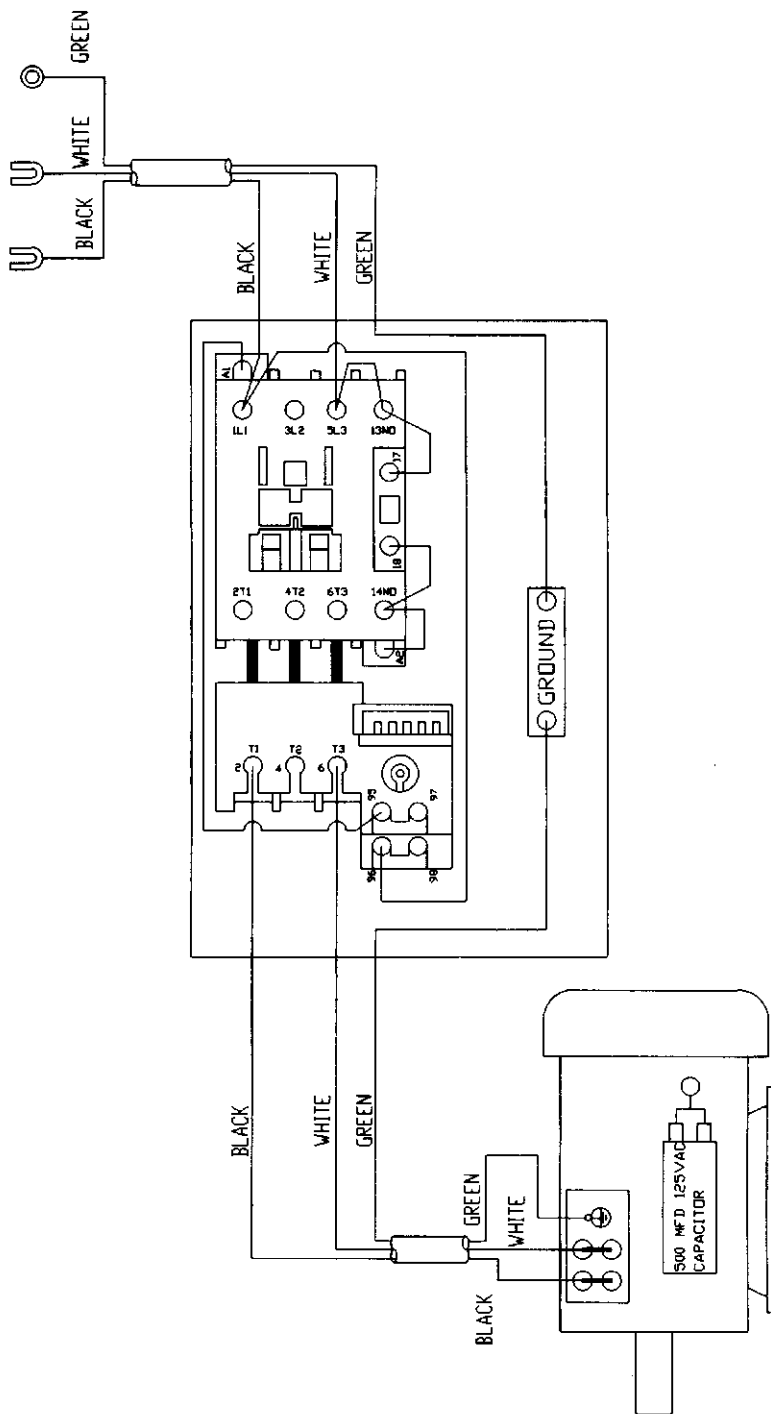 GREEN
WHITE
BLACK
BLACK
WHITE
GREEN
A1
1L1
3L2
5L3
13NO
17
18
2T1
4T2
6T3
14NO
A2
GROUND
2
T1
4
T2
6
T3
95
97
96
98
BLACK
WHITE
GREEN
GREEN
WHITE
BLACK
500 MFD 125VAC
CAPACITOR